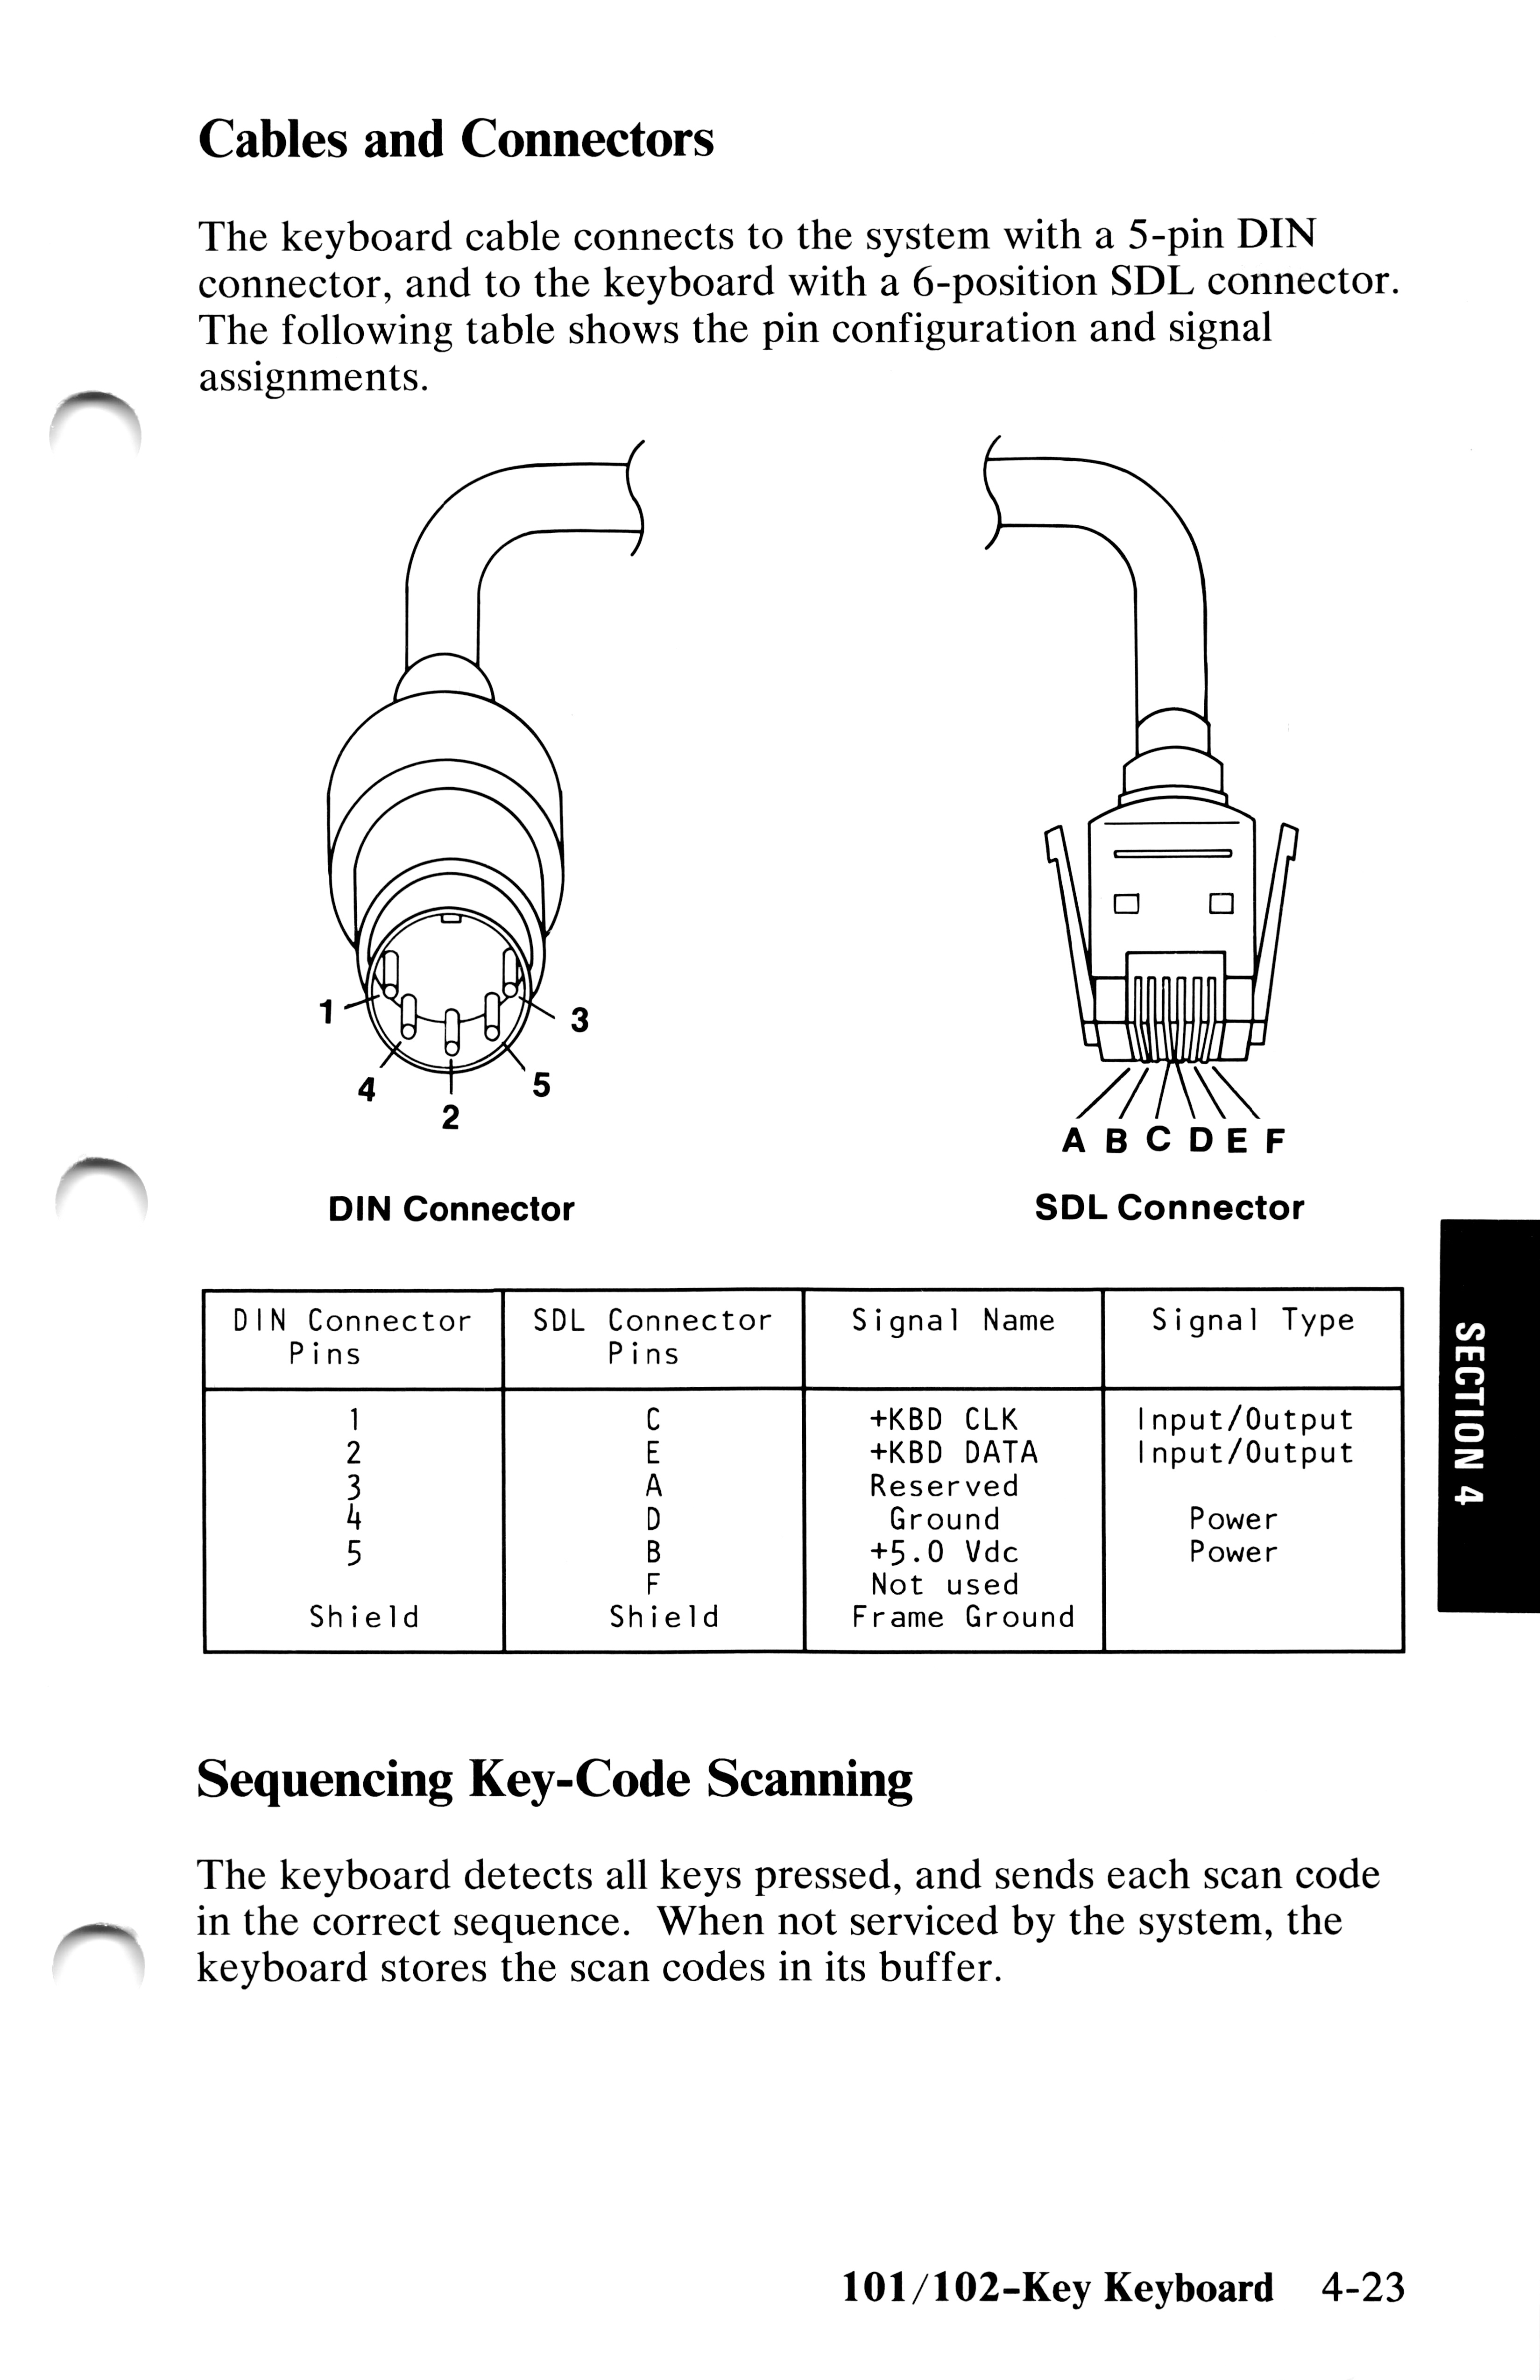 Cables and Connectors
The keyboard cable connects to the system with a 5-pin DIN
connector, and to the keyboard with a 6-position SDL connector.
The following table shows the pin configuration and signal
assignments.
1
3
4
5
2
A B C D E F
DIN Connector
SDL Connector
DIN Connector Pins
SDL Connector Pins
Signal Name
Signal Type
1 C +KBD CLK Input/Output
2 E +KBD DATA Input/Output
3 A Reserved
4 D Ground Power
5 B +5.0 Vdc Power
F Not used
Shield Shield Frame Ground
SECTION 4
Sequencing Key-Code Scanning
The keyboard detects all keys pressed, and sends each scan code
in the correct sequence. When not serviced by the system, the
keyboard stores the scan codes in its buffer.
101/102-Key Keyboard 4-23